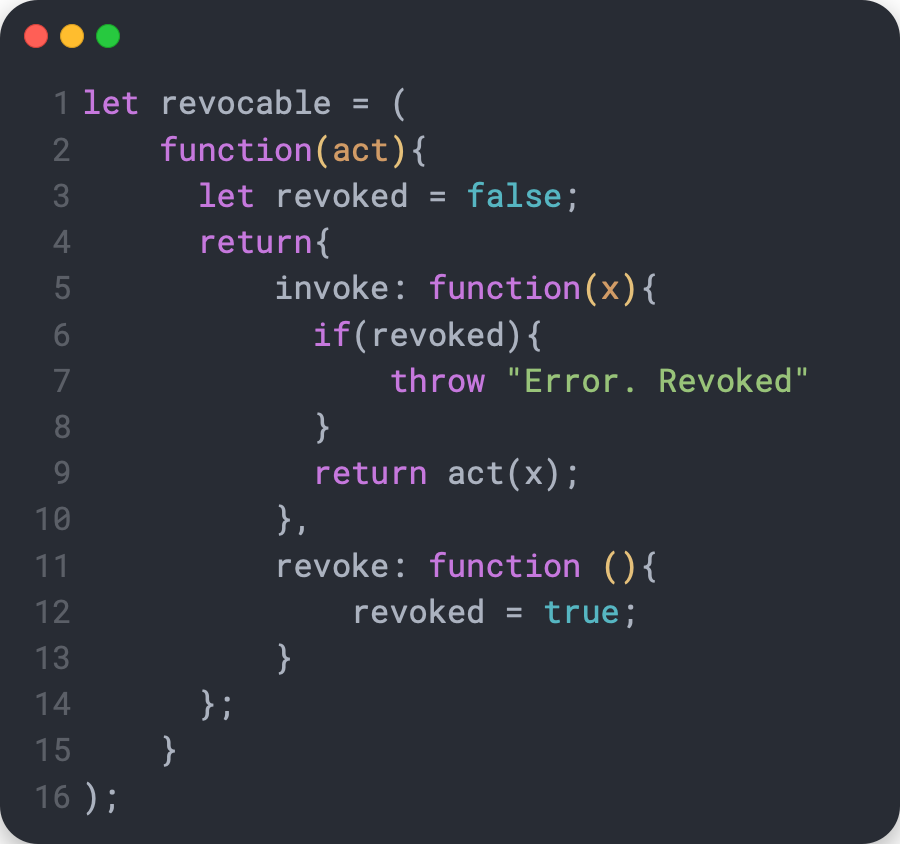 1 let revocable = (
2     function(act){
3       let revoked = false;
4       return{
5           invoke: function(x){
6             if(revoked){
7                 throw "Error. Revoked"
8             }
9             return act(x);
10           },
11           revoke: function (){
12               revoked = true;
13           }
14       };
15     }
16 );